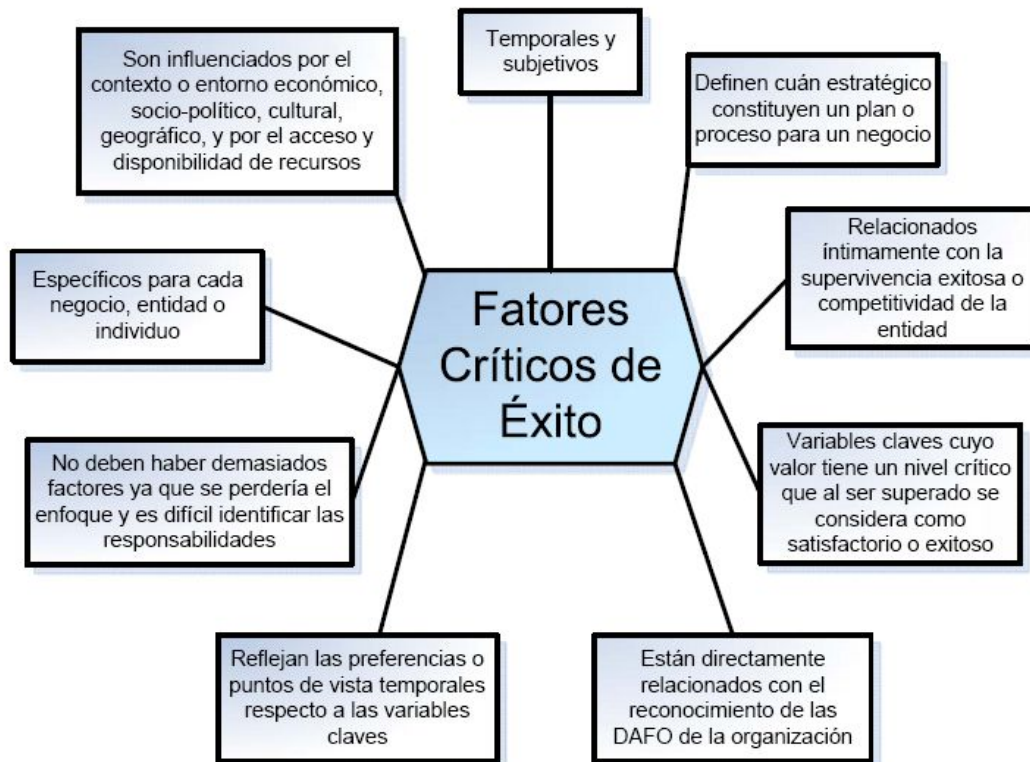 Temporales y
subjetivos
Son influenciados por el
contexto o entorno económico,
socio-político, cultural,
geográfico, y por el acceso y
disponibilidad de recursos
Definen cuán estratégico
constituyen un plan o
proceso para un negocio
Específicos para cada
negocio, entidad o
individuo
Relacionados
íntimamente con la
supervivencia exitosa o
competitividad de la
entidad
Fatores
Críticos de
Éxito
No deben haber demasiados
factores ya que se perdería el
enfoque y es difícil identificar las
responsabilidades
Variables claves cuyo
valor tiene un nivel crítico
que al ser superado se
considera como
satisfactorio o exitoso
Reflejan las preferencias o
puntos de vista temporales
respecto a las variables
claves
Están directamente
relacionados con el
reconocimiento de las
DAFO de la organización